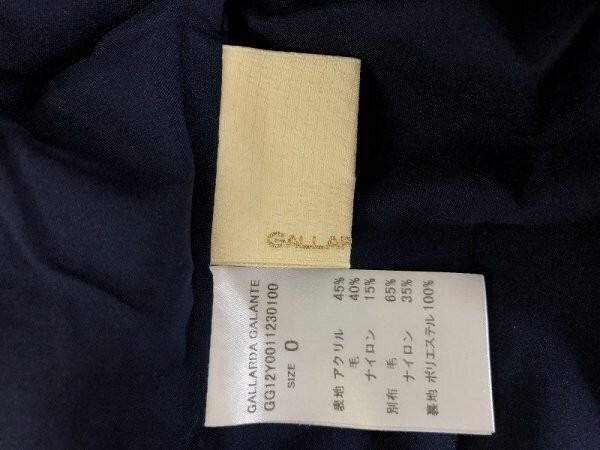 GALLAR
GALLARDA GALANTE
GG12Y0011230100
SIZE 0
表地 アクリル 45%
毛 40%
ナイロン 15%
別布 毛 65%
ナイロン 35%
裏地 ポリエステル 100%